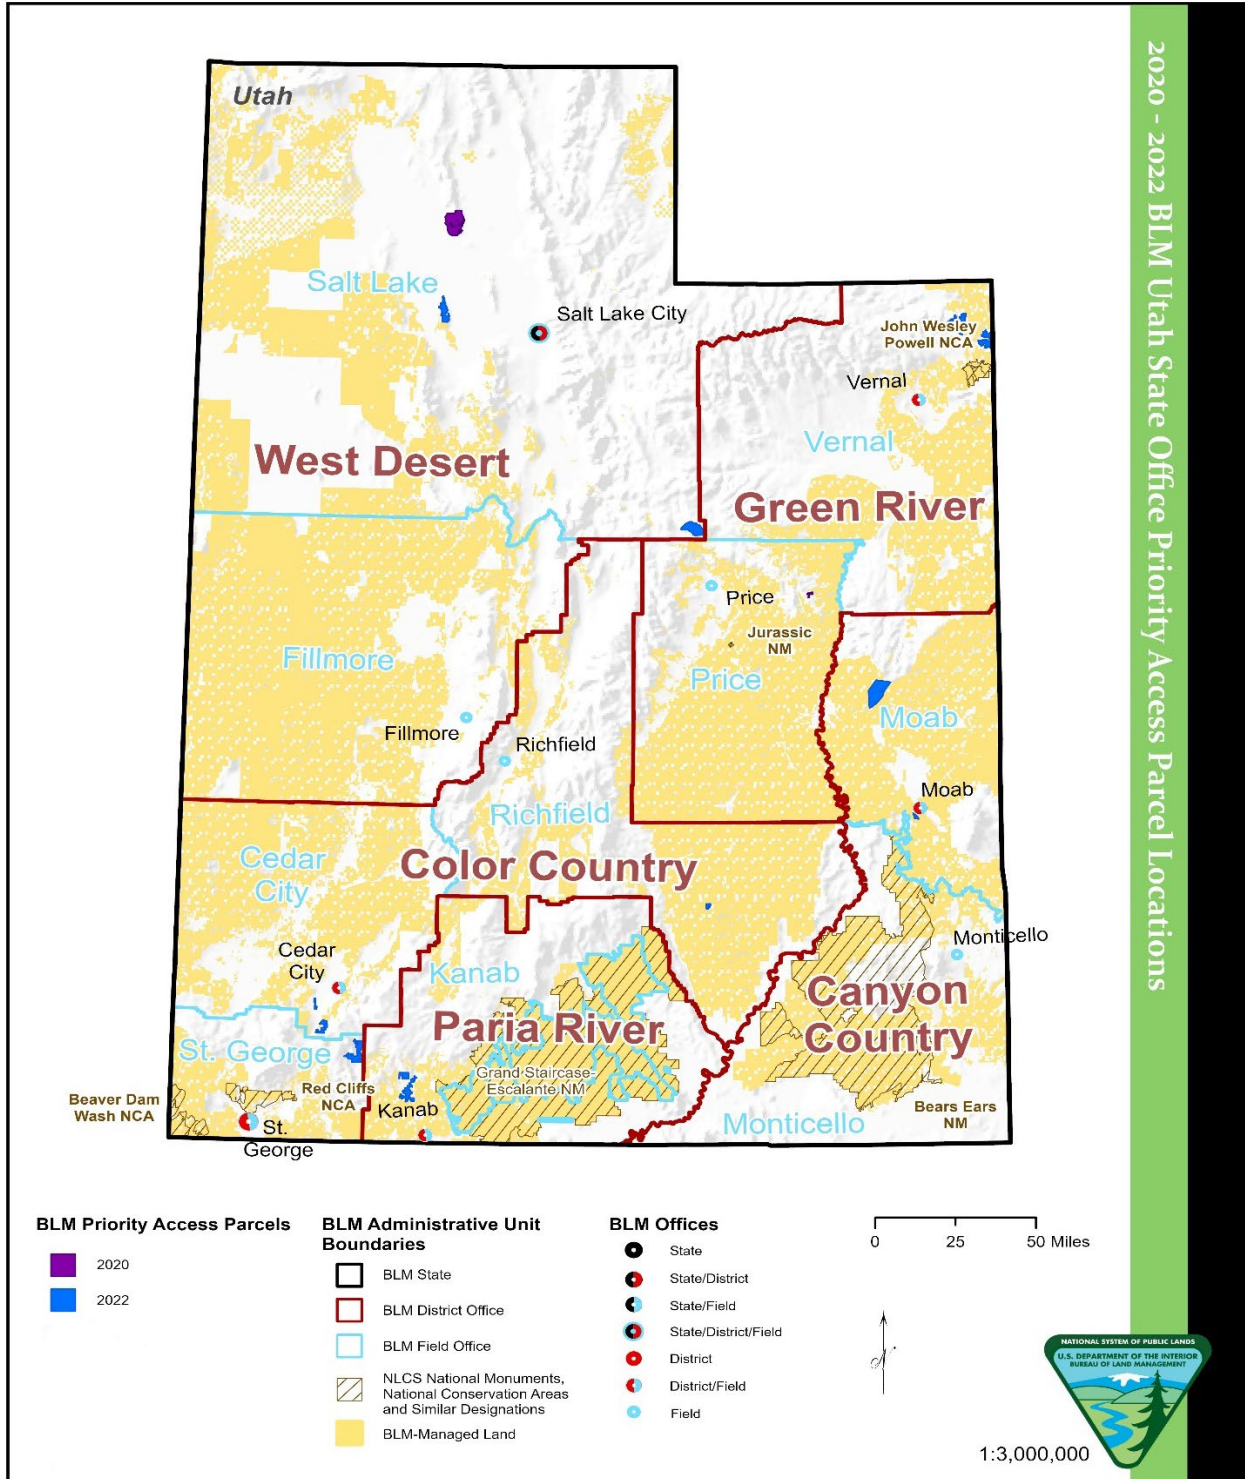 2020 - 2022 BLM Utah State Office Priority Access Parcel Locations
Utah
Salt Lake
Salt Lake City
John Wesley
Powell NCA
Vernal
Vernal
West Desert
Green River
Price
Jurassic
NM
Fillmore
Price
Moab
Fillmore
Richfield
Moab
Richfield
Cedar
City
Color Country
Cedar
City
Monticello
Kanab
Canyon
Country
Paria River
St. George
Grand Staircase-
Escalante NM
Red Cliffs
NCA
Beaver Dam
Wash NCA
Kanab
Bears Ears
NM
Monticello
St.
George
BLM Priority Access Parcels
2020
2022
BLM Administrative Unit
Boundaries
BLM State
BLM District Office
BLM Field Office
NLCS National Monuments,
National Conservation Areas
and Similar Designations
BLM-Managed Land
BLM Offices
State
State/District
State/Field
State/District/Field
District
District/Field
Field
0 25 50 Miles
N
1:3,000,000
NATIONAL SYSTEM OF PUBLIC LANDS
U.S. DEPARTMENT OF THE INTERIOR
BUREAU OF LAND MANAGEMENT